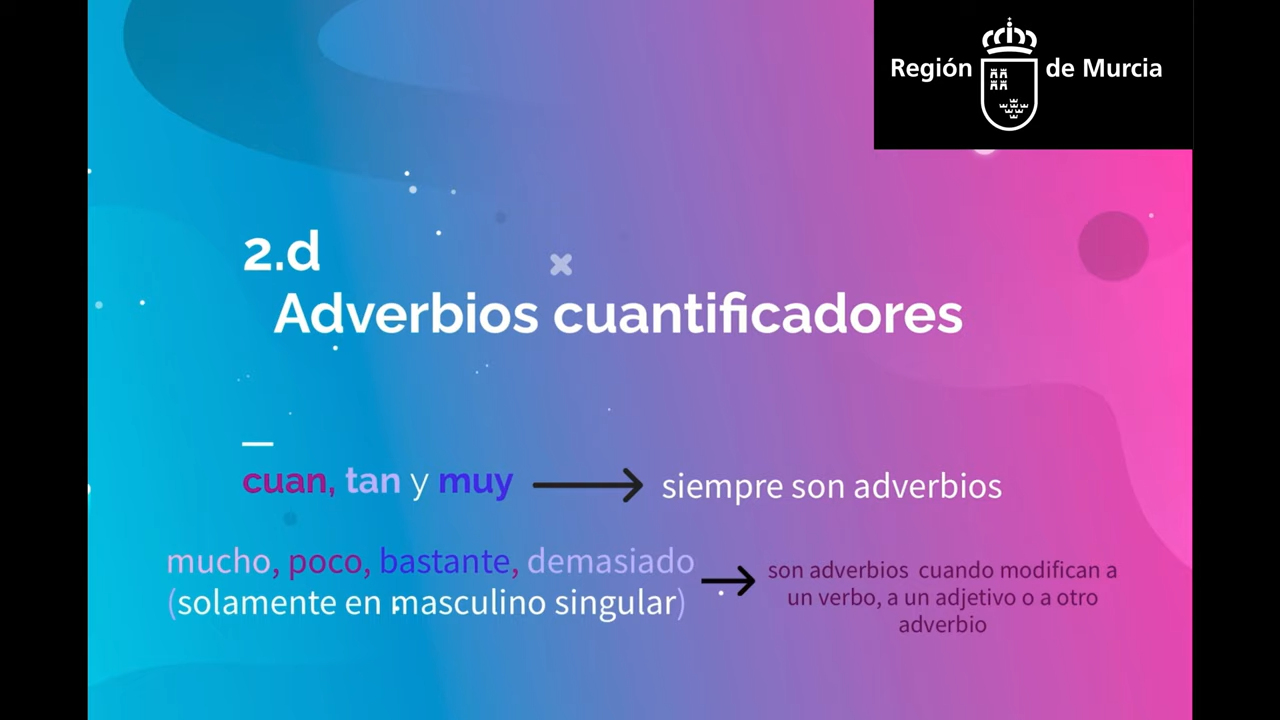 Región de Murcia
2.d
Adverbios cuantificadores
cuan, tan y muy
siempre son adverbios
mucho, poco, bastante, demasiado
(solamente en masculino singular)
son adverbios cuando modifican a
un verbo, a un adjetivo o a otro
adverbio